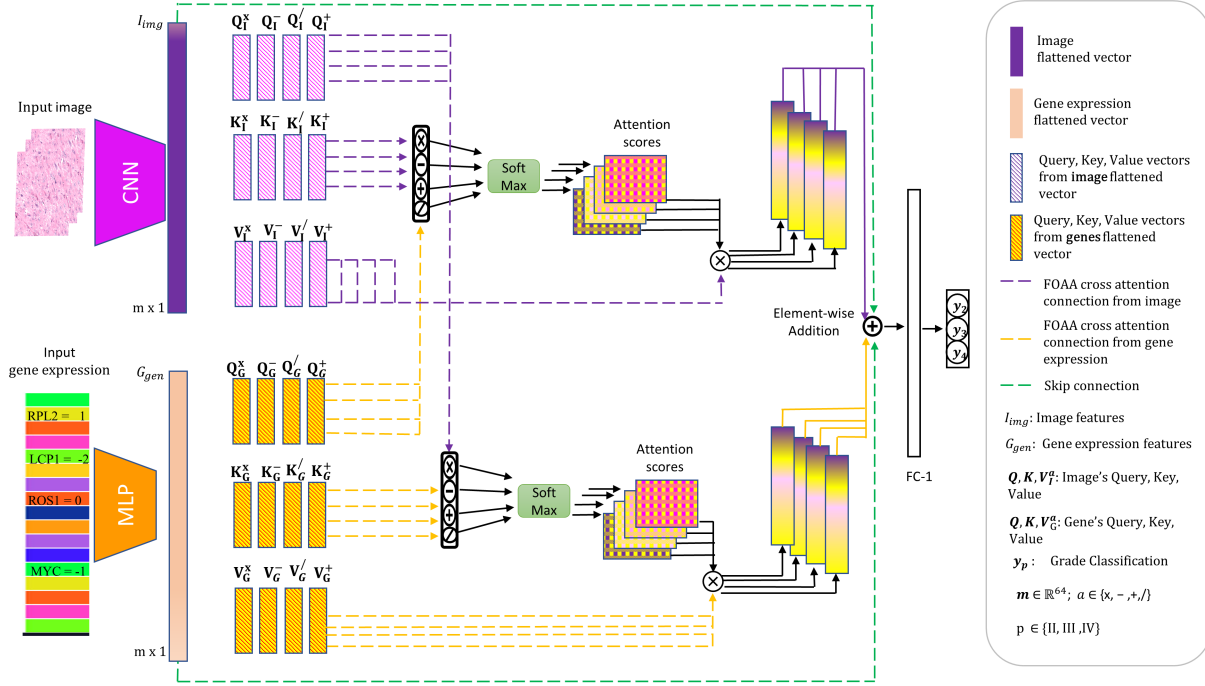 I_img
Q_I^x Q_I^- Q_I^/ Q_I^+
Input image
CNN
K_I^x K_I^- K_I^/ K_I^+
x
−
+
/
Soft
Max
Attention
scores
V_I^x V_I^- V_I^/ V_I^+
×
m x 1
Element-wise
Addition
+
FC-1
y_2
y_3
y_4
Input
gene expression
G_gen
RPL2 = 1
LCP1 = -2
ROS1 = 0
MYC = -1
MLP
Q_G^x Q_G^- Q_G^/ Q_G^+
K_G^x K_G^- K_G^/ K_G^+
x
−
+
/
Soft
Max
Attention
scores
V_G^x V_G^- V_G^/ V_G^+
×
m x 1
Image
flattened vector
Gene expression
flattened vector
Query, Key, Value vectors
from image flattened
vector
Query, Key, Value vectors
from genes flattened
vector
FOAA cross attention
connection from image
FOAA cross attention
connection from gene
expression
Skip connection
I_img: Image features
G_gen: Gene expression features
Q, K, V_I^a: Image's Query, Key,
Value
Q, K, V_G^a: Gene's Query, Key,
Value
y_p : Grade Classification
m ∈ ℝ^64; a ∈ {x, − ,+,/}
p ∈ {II, III ,IV}